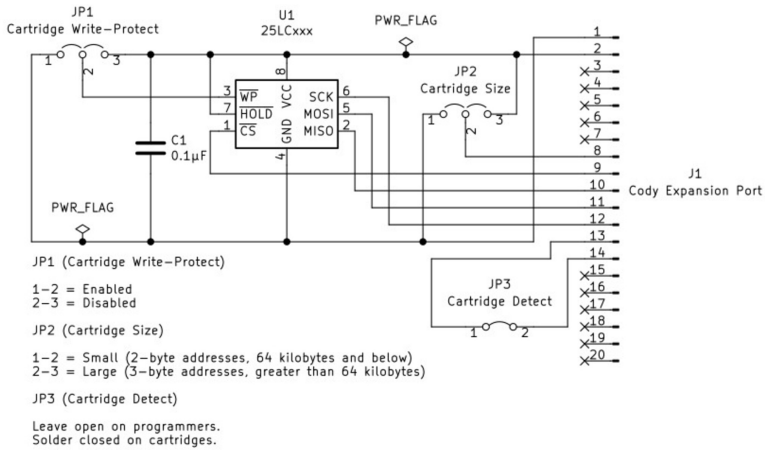 JP1
Cartridge Write-Protect
1
2
3
U1
25LCxxx
PWR_FLAG
8
3 WP
7 HOLD
1 CS
VCC
GND
SCK 6
MOSI 5
MISO 2
4
C1
0.1µF
JP2
Cartridge Size
1
2
3
PWR_FLAG
1
2
3
4
5
6
7
8
9
10
11
12
13
14
15
16
17
18
19
20
J1
Cody Expansion Port
JP3
Cartridge Detect
1
2
JP1 (Cartridge Write-Protect)
1-2 = Enabled
2-3 = Disabled
JP2 (Cartridge Size)
1-2 = Small (2-byte addresses, 64 kilobytes and below)
2-3 = Large (3-byte addresses, greater than 64 kilobytes)
JP3 (Cartridge Detect)
Leave open on programmers.
Solder closed on cartridges.